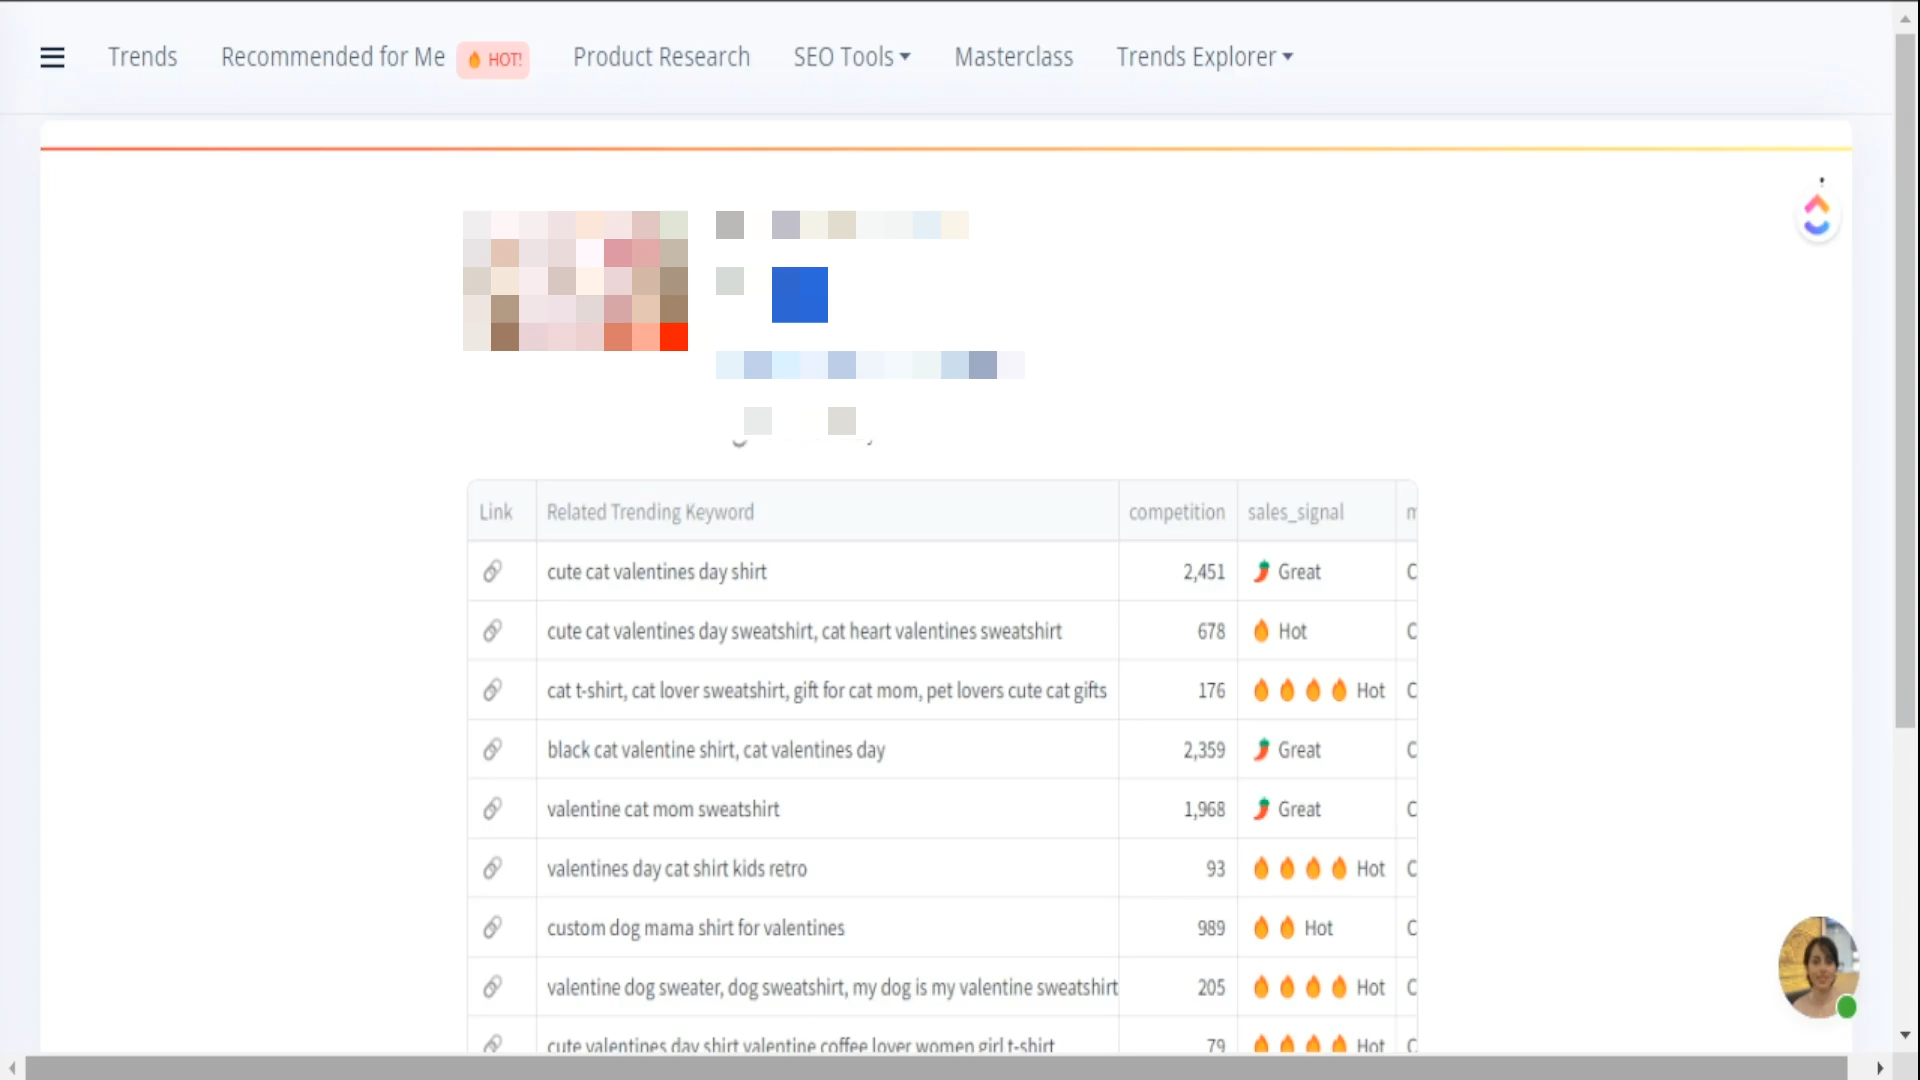 Trends Recommended for Me HOT! Product Research SEO Tools Masterclass Trends Explorer
Link Related Trending Keyword competition sales_signal
cute cat valentines day shirt 2,451 Great
cute cat valentines day sweatshirt, cat heart valentines sweatshirt 678 Hot
cat t-shirt, cat lover sweatshirt, gift for cat mom, pet lovers cute cat gifts 176 Hot
black cat valentine shirt, cat valentines day 2,359 Great
valentine cat mom sweatshirt 1,968 Great
valentines day cat shirt kids retro 93 Hot
custom dog mama shirt for valentines 989 Hot
valentine dog sweater, dog sweatshirt, my dog is my valentine sweatshirt 205 Hot
cute valentines day shirt valentine coffee lover women girl t-shirt 79 Hot